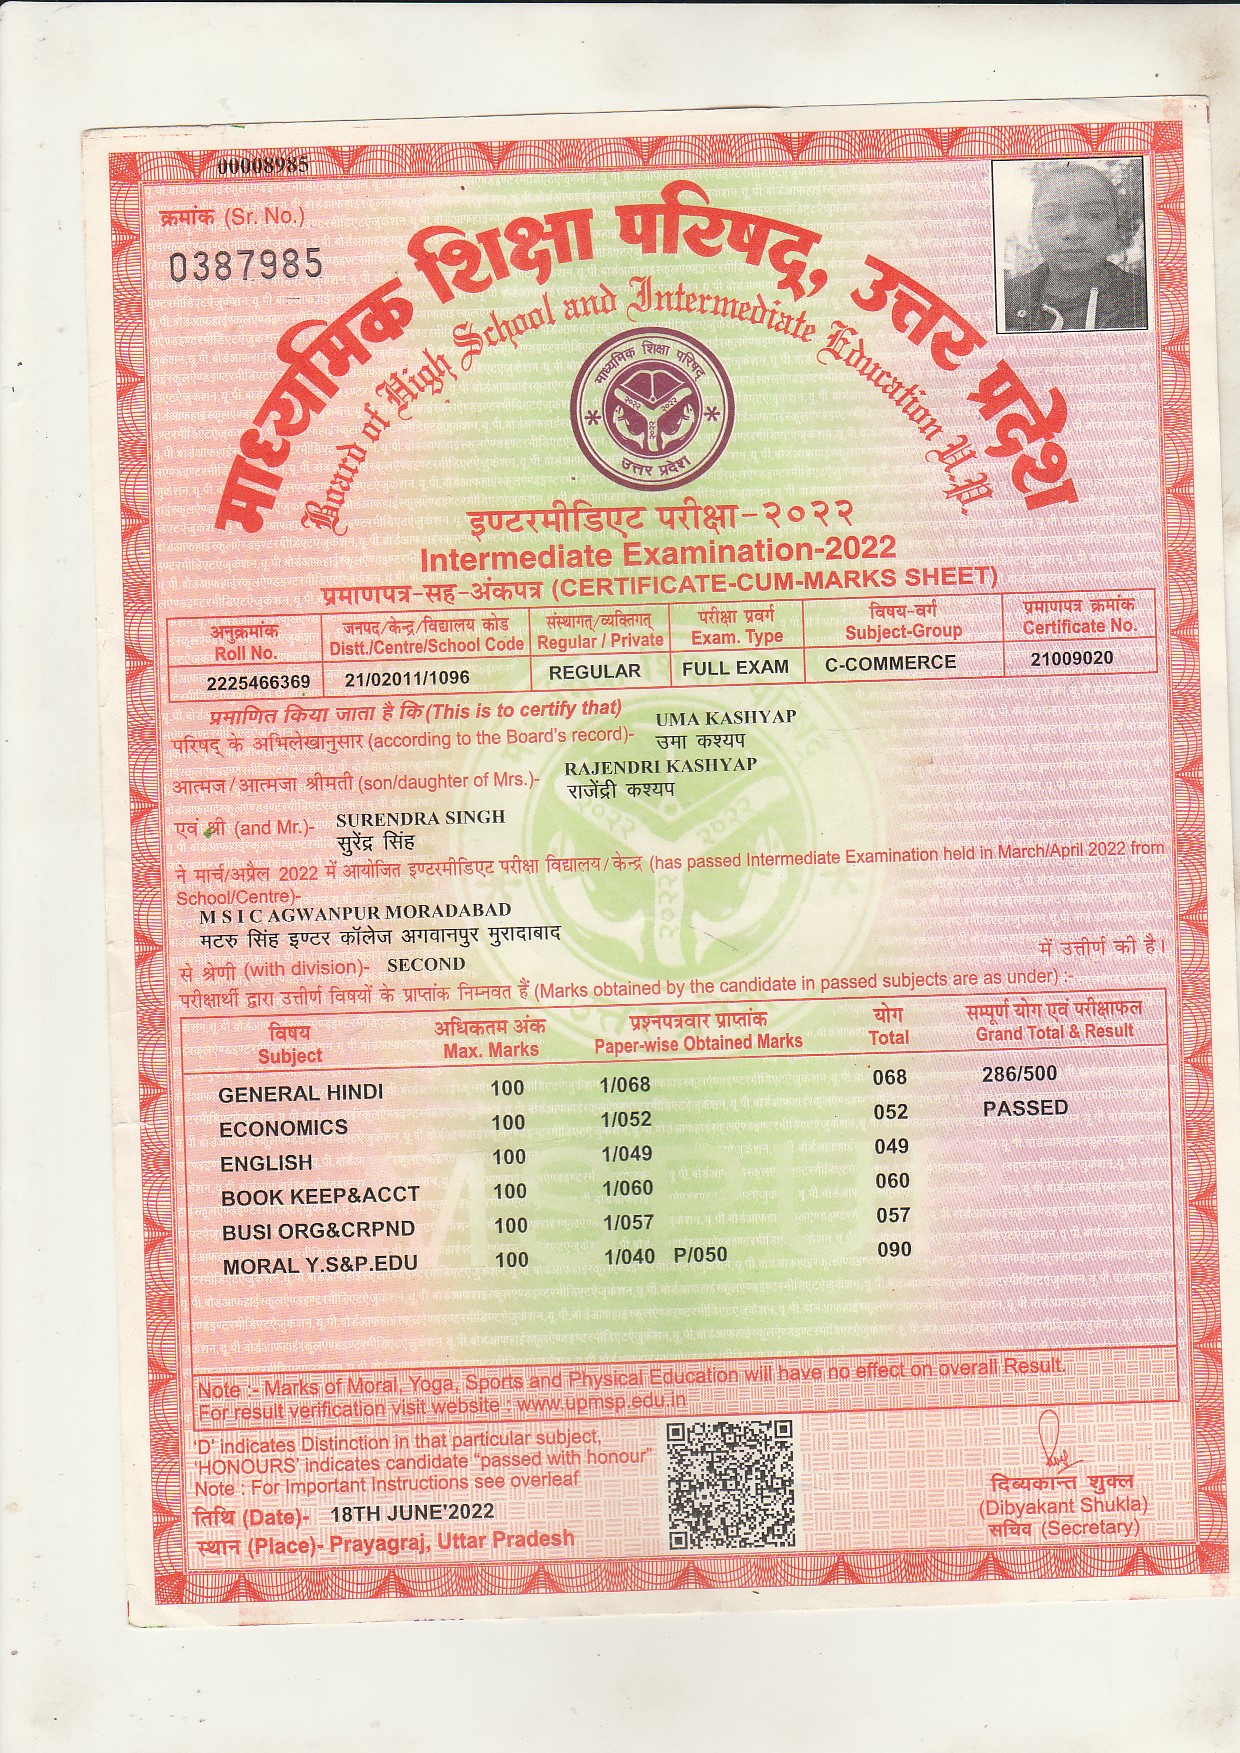 00008985
क्रमांक (Sr. No.)
0387985
माध्यमिक शिक्षा परिषद्, उत्तर प्रदेश
Board of High School and Intermediate Education U.P.
माध्यमिक शिक्षा परिषद्
२०२२ २०२२
२०२२
उत्तर प्रदेश
इण्टरमीडिएट परीक्षा-२०२२
Intermediate Examination-2022
प्रमाणपत्र-सह-अंकपत्र (CERTIFICATE-CUM-MARKS SHEET)
अनुक्रमांक जनपद/केन्द्र/विद्यालय कोड संस्थागत्/व्यक्तिगत् परीक्षा प्रवर्ग विषय-वर्ग प्रमाणपत्र क्रमांक
Roll No. Distt./Centre/School Code Regular / Private Exam. Type Subject-Group Certificate No.
2225466369 21/02011/1096 REGULAR FULL EXAM C-COMMERCE 21009020
प्रमाणित किया जाता है कि (This is to certify that) UMA KASHYAP
परिषद् के अभिलेखानुसार (according to the Board's record)- उमा कश्यप
RAJENDRI KASHYAP
आत्मज/आत्मजा श्रीमती (son/daughter of Mrs.)- राजेंद्री कश्यप
एवं श्री (and Mr.)- SURENDRA SINGH
सुरेंद्र सिंह
ने मार्च/अप्रैल 2022 में आयोजित इण्टरमीडिएट परीक्षा विद्यालय/केन्द्र (has passed Intermediate Examination held in March/April 2022 from
School/Centre)-
M S I C AGWANPUR MORADABAD
मटरु सिंह इण्टर कॉलेज अगवानपुर मुरादाबाद
में उत्तीर्ण की है।
से श्रेणी (with division)- SECOND
परीक्षार्थी द्वारा उत्तीर्ण विषयों के प्राप्तांक निम्नवत हैं (Marks obtained by the candidate in passed subjects are as under) :-
विषय अधिकतम अंक प्रश्नपत्रवार प्राप्तांक योग सम्पूर्ण योग एवं परीक्षाफल
Subject Max. Marks Paper-wise Obtained Marks Total Grand Total & Result
GENERAL HINDI 100 1/068 068 286/500
ECONOMICS 100 1/052 052 PASSED
ENGLISH 100 1/049 049
BOOK KEEP&ACCT 100 1/060 060
BUSI ORG&CRPND 100 1/057 057
MORAL Y.S&P.EDU 100 1/040 P/050 090
Note :- Marks of Moral, Yoga, Sports and Physical Education will have no effect on overall Result.
For result verification visit website : www.upmsp.edu.in
'D' indicates Distinction in that particular subject,
'HONOURS' indicates candidate "passed with honour"
Note : For Important Instructions see overleaf
तिथि (Date)- 18TH JUNE'2022
स्थान (Place)- Prayagraj, Uttar Pradesh
दिब्यकान्त शुक्ल
(Dibyakant Shukla)
सचिव (Secretary)